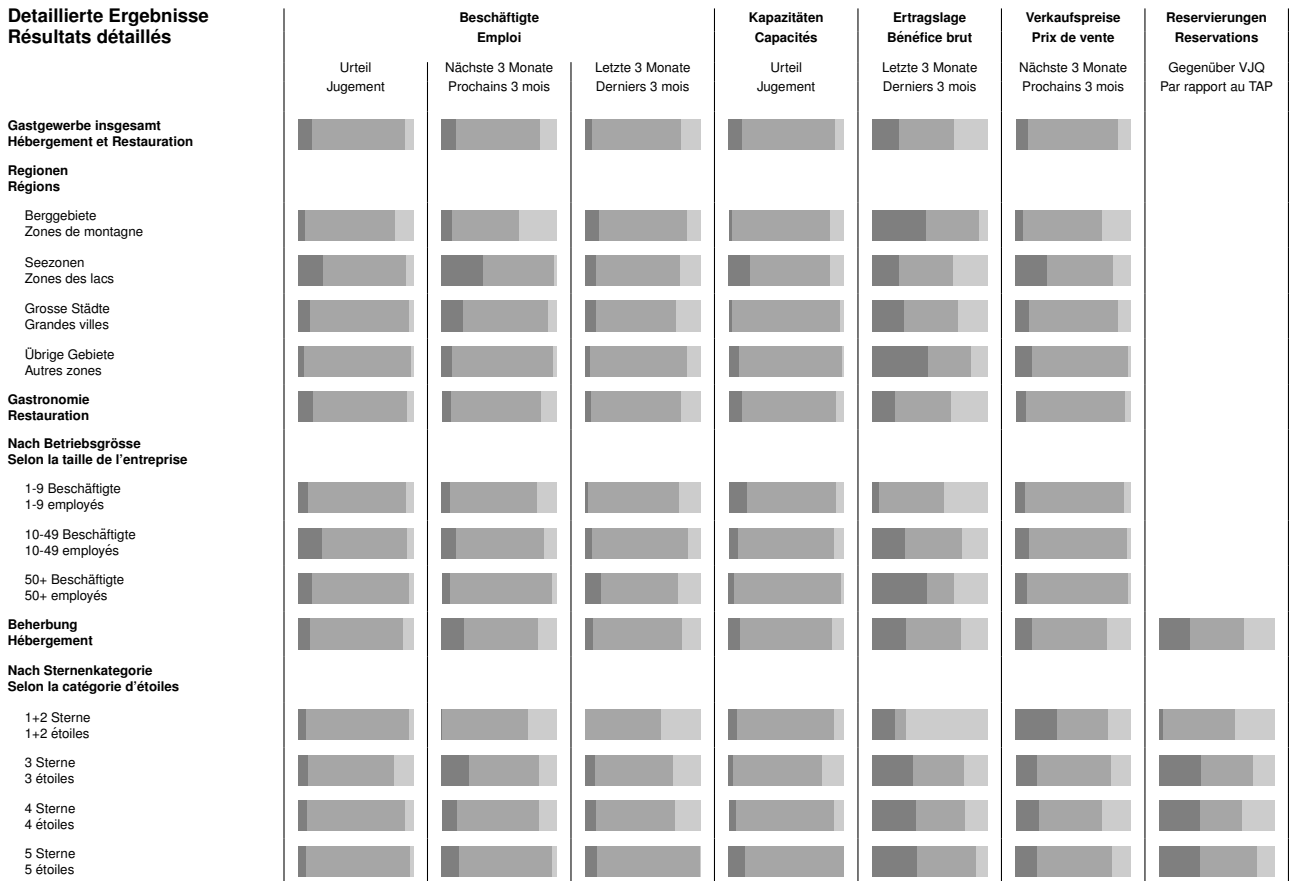 Detaillierte Ergebnisse
Résultats détaillés
Beschäftigte
Emploi
Kapazitäten
Capacités
Ertragslage
Bénéfice brut
Verkaufspreise
Prix de vente
Reservierungen
Reservations
Urteil
Jugement
Nächste 3 Monate
Prochains 3 mois
Letzte 3 Monate
Derniers 3 mois
Urteil
Jugement
Letzte 3 Monate
Derniers 3 mois
Nächste 3 Monate
Prochains 3 mois
Gegenüber VJQ
Par rapport au TAP
Gastgewerbe insgesamt
Hébergement et Restauration
Regionen
Régions
Berggebiete
Zones de montagne
Seezonen
Zones des lacs
Grosse Städte
Grandes villes
Übrige Gebiete
Autres zones
Gastronomie
Restauration
Nach Betriebsgrösse
Selon la taille de l'entreprise
1-9 Beschäftigte
1-9 employés
10-49 Beschäftigte
10-49 employés
50+ Beschäftigte
50+ employés
Beherbung
Hébergement
Nach Sternenkategorie
Selon la catégorie d'étoiles
1+2 Sterne
1+2 étoiles
3 Sterne
3 étoiles
4 Sterne
4 étoiles
5 Sterne
5 étoiles